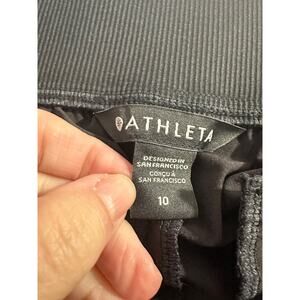 ATHLETA
DESIGNED IN
SAN FRANCISCO
CONÇU À
SAN FRANCISCO
10